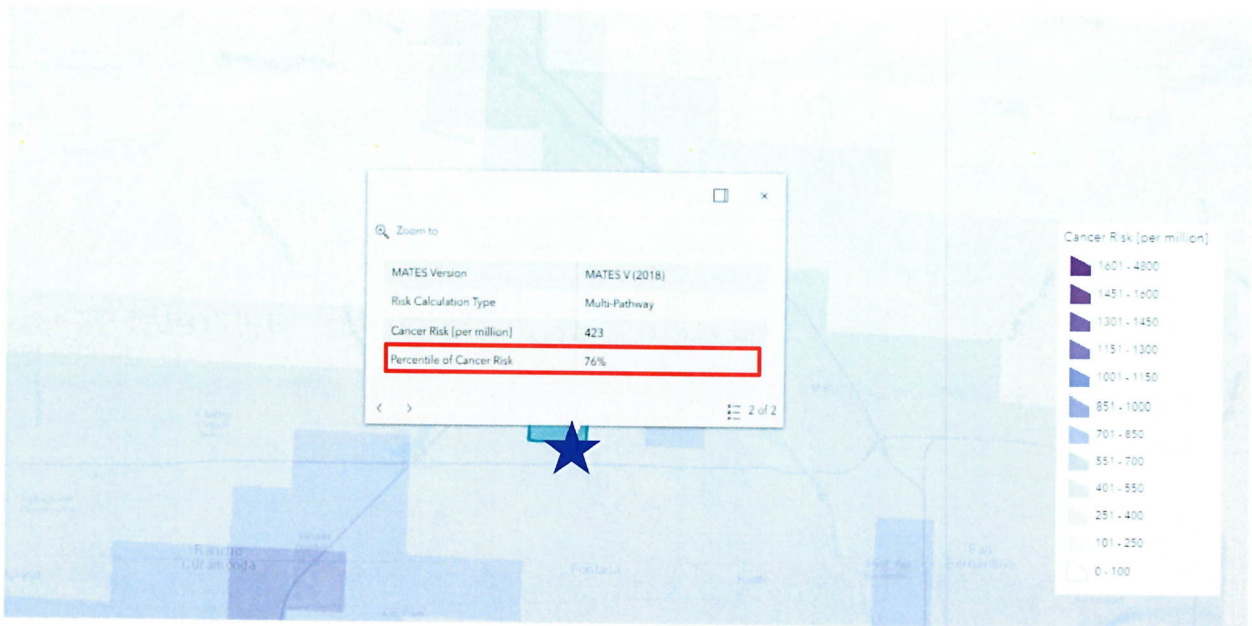 Zoom to
MATES Version MATES V (2018)
Risk Calculation Type Multi-Pathway
Cancer Risk [per million] 423
Percentile of Cancer Risk 76%
2 of 2
Cancer Risk [per million]
1601 - 4800
1451 - 1600
1301 - 1450
1151 - 1300
1001 - 1150
851 - 1000
701 - 850
551 - 700
401 - 550
251 - 400
101 - 250
0 - 100
Rancho
Cucamonga
Fontana
Rialto
San
Bernardino